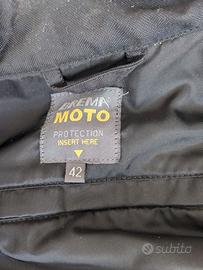 BREMA
MOTO
PROTECTION
INSERT HERE
42
subito